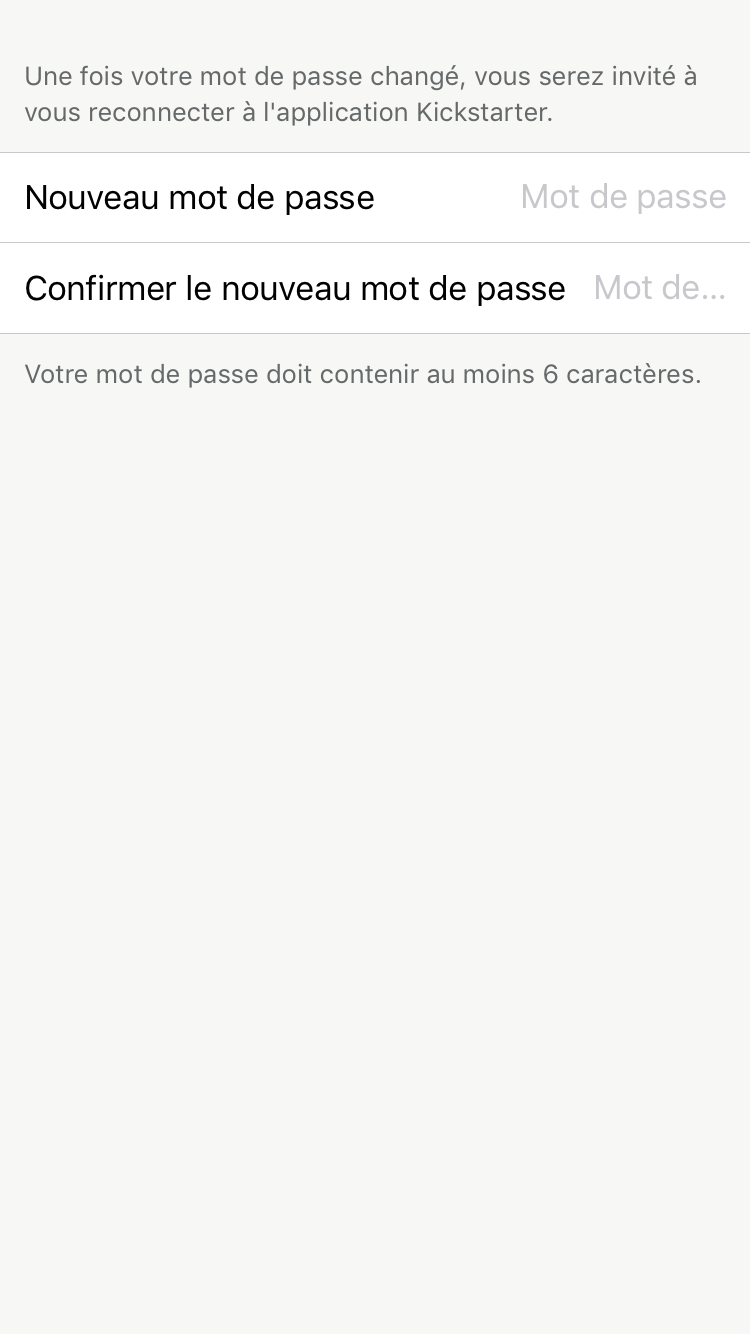 Une fois votre mot de passe changé, vous serez invité à
vous reconnecter à l'application Kickstarter.
Nouveau mot de passe Mot de passe
Confirmer le nouveau mot de passe Mot de...
Votre mot de passe doit contenir au moins 6 caractères.